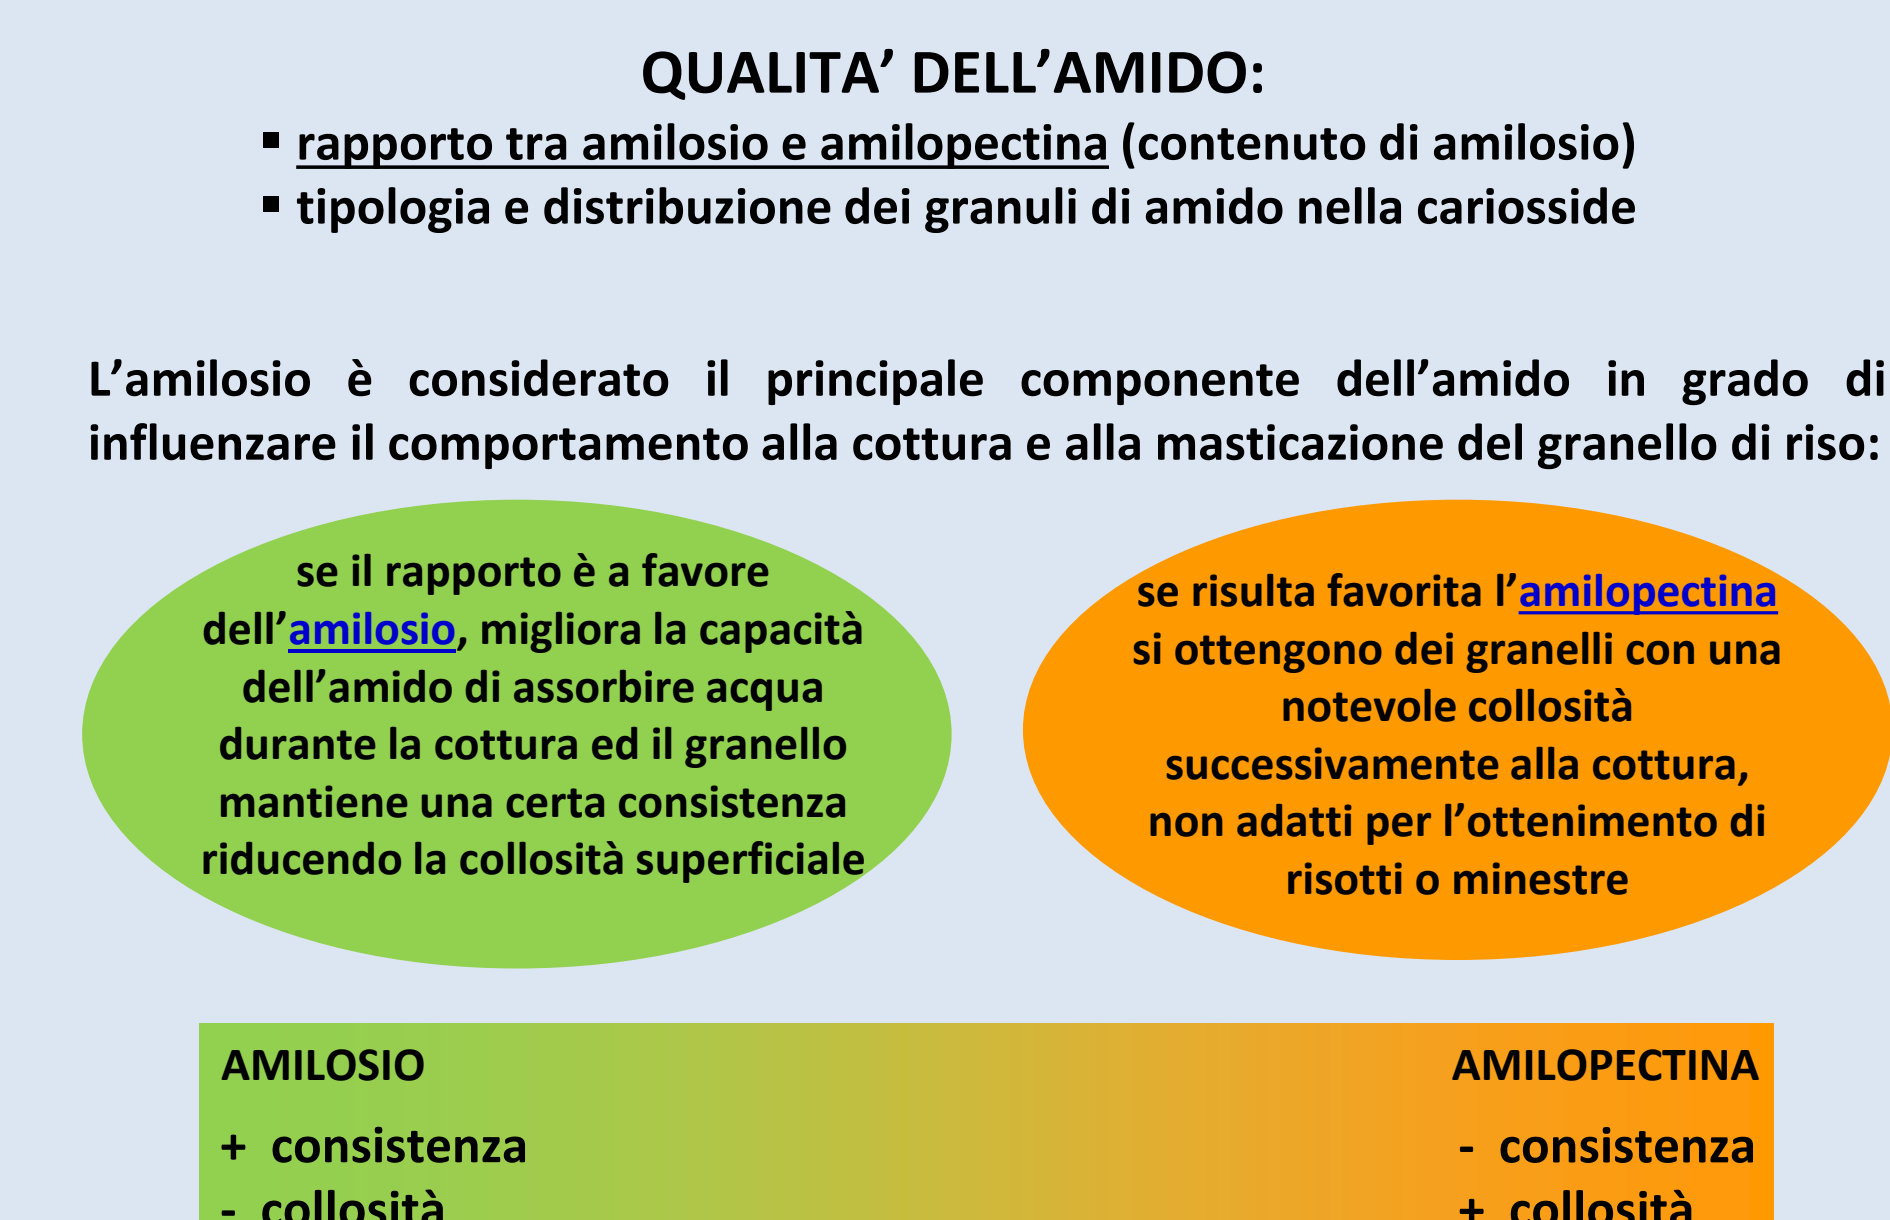 QUALITA’ DELL’AMIDO:
▪ rapporto tra amilosio e amilopectina (contenuto di amilosio)
▪ tipologia e distribuzione dei granuli di amido nella cariosside
L’amilosio è considerato il principale componente dell’amido in grado di
influenzare il comportamento alla cottura e alla masticazione del granello di riso:
se il rapporto è a favore
dell’amilosio, migliora la capacità
dell’amido di assorbire acqua
durante la cottura ed il granello
mantiene una certa consistenza
riducendo la collosità superficiale
se risulta favorita l’amilopectina
si ottengono dei granelli con una
notevole collosità
successivamente alla cottura,
non adatti per l’ottenimento di
risotti o minestre
AMILOSIO
+ consistenza
- collosità
AMILOPECTINA
- consistenza
+ collosità